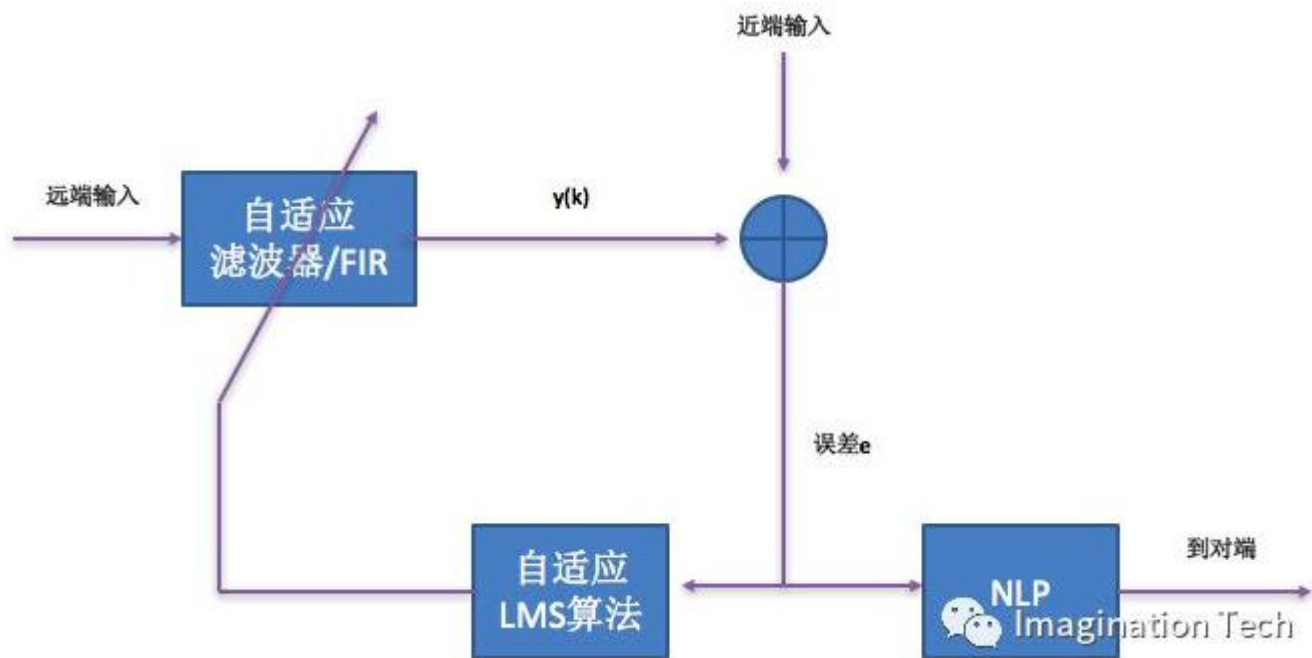 近端输入
远端输入
自适应
滤波器/FIR
y(k)
误差e
自适应
LMS算法
NLP
到对端
Imagination Tech